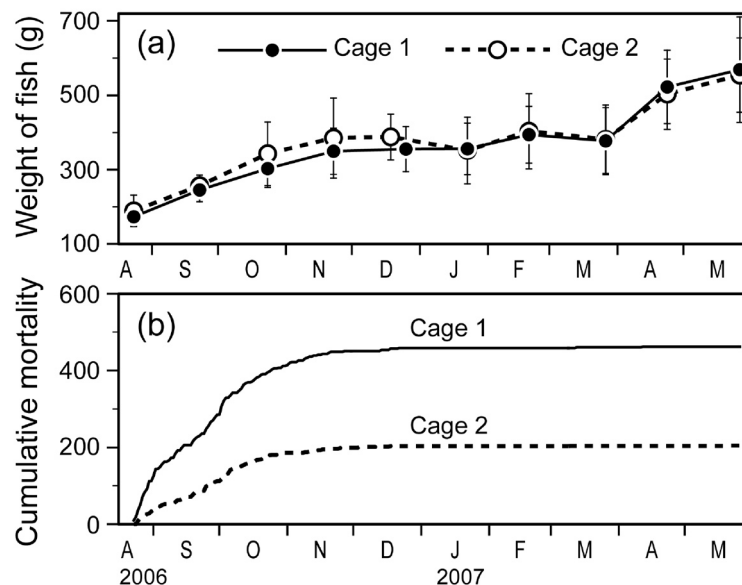 Weight of fish (g)
700
500
300
100
(a)
Cage 1
Cage 2
A S O N D J F M A M
Cumulative mortality
600
400
200
0
(b)
Cage 1
Cage 2
A S O N D J F M A M
2006 2007